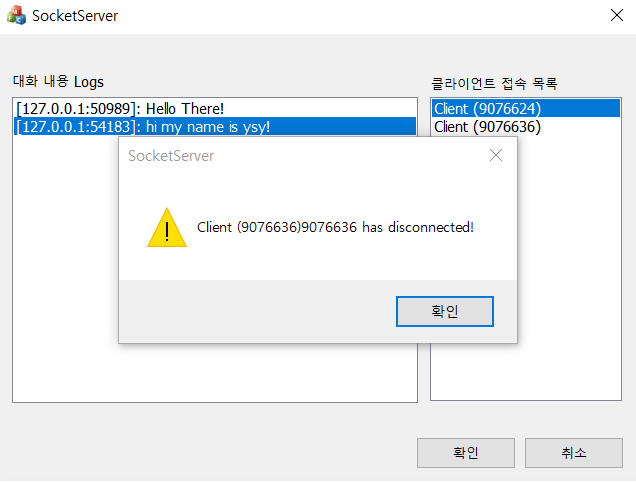 SocketServer
대화 내용 Logs
클라이언트 접속 목록
[127.0.0.1:50989]: Hello There!
[127.0.0.1:54183]: hi my name is ysy!
Client (9076624)
Client (9076636)
SocketServer
Client (9076636)9076636 has disconnected!
확인
확인
취소